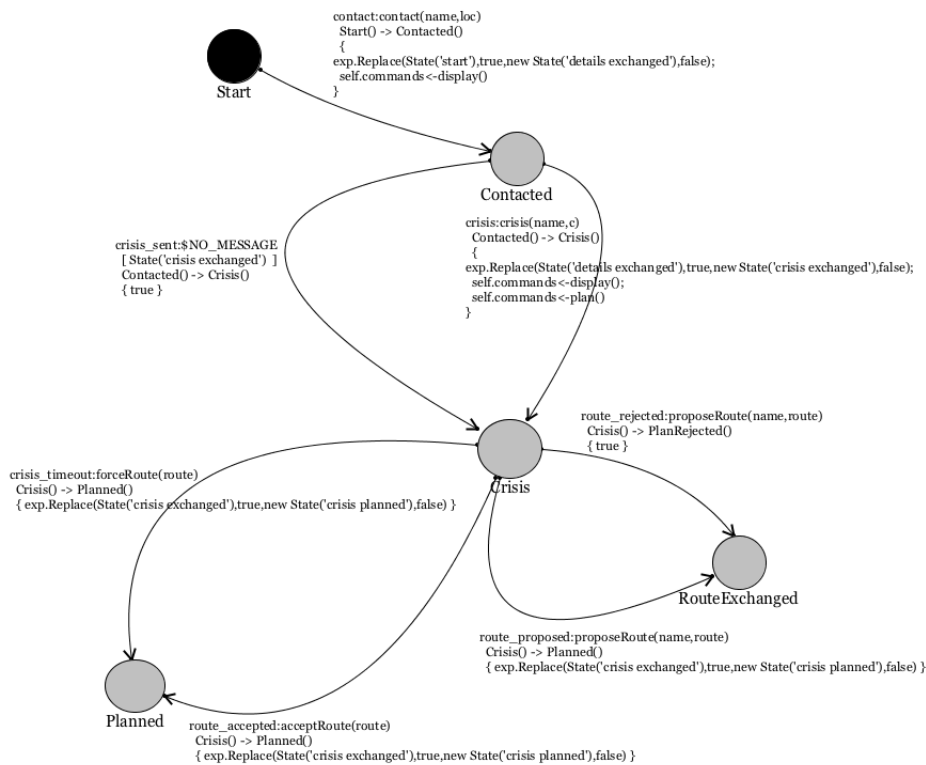 contact:contact(name,loc)
Start() -> Contacted()
{
exp.Replace(State('start'),true,new State('details exchanged'),false);
self.commands<-display()
}
Start
Contacted
crisis_sent:$NO_MESSAGE
[ State('crisis exchanged') ]
Contacted() -> Crisis()
{ true }
crisis:crisis(name,c)
Contacted() -> Crisis()
{
exp.Replace(State('details exchanged'),true,new State('crisis exchanged'),false);
self.commands<-display();
self.commands<-plan()
}
route_rejected:proposeRoute(name,route)
Crisis() -> PlanRejected()
{ true }
crisis_timeout:forceRoute(route)
Crisis() -> Planned()
{ exp.Replace(State('crisis exchanged'),true,new State('crisis planned'),false) }
Crisis
RouteExchanged
route_proposed:proposeRoute(name,route)
Crisis() -> Planned()
{ exp.Replace(State('crisis exchanged'),true,new State('crisis planned'),false) }
Planned
route_accepted:acceptRoute(route)
Crisis() -> Planned()
{ exp.Replace(State('crisis exchanged'),true,new State('crisis planned'),false) }